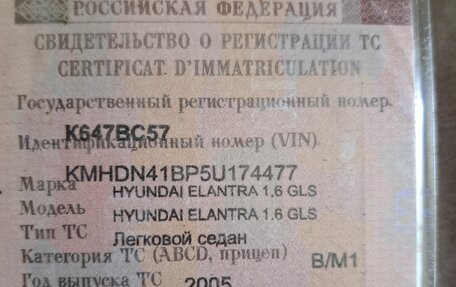 РОССИЙСКАЯ ФЕДЕРАЦИЯ
СВИДЕТЕЛЬСТВО О РЕГИСТРАЦИИ ТС
CERTIFICAT D'IMMATRICULATION
Государственный регистрационный номер
К647ВС57
Идентификационный номер (VIN)
KMHDN41BP5U174477
Марка HYUNDAI ELANTRA 1,6 GLS
Модель HYUNDAI ELANTRA 1,6 GLS
Тип ТС Легковой седан
Категория ТС (ABCD, прицеп) B/M1
Год выпуска ТС 2005